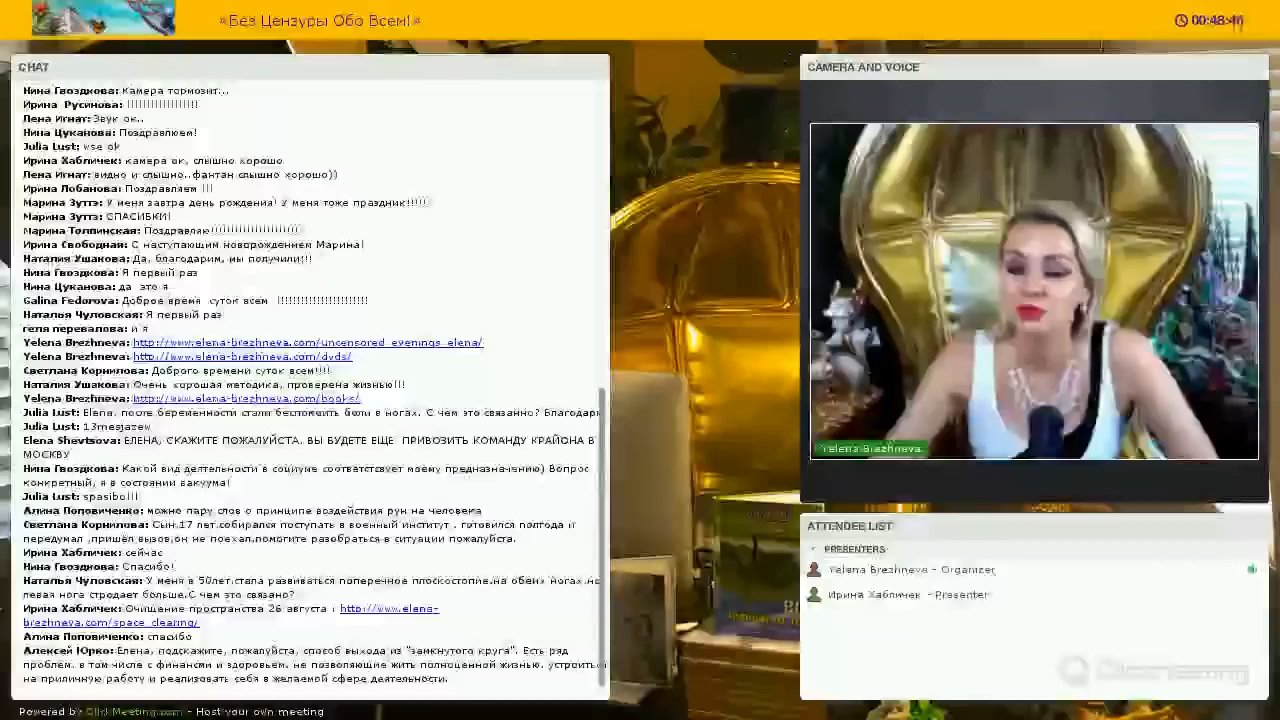 «Без Цензуры Обо Всем!»
CHAT
Нина Гвоздкова: Камера тормозит...
Ирина Русинова: !!!!!!!!!!!!!!!!!!
Лена Игнат: Звук ок..
Нина Цуканова: Поздравляем!
Julia Lust: wse ok
Ирина Хабличек: камера ок, слышно хорошо
Лена Игнат: видно и слышно..фантан слышно хорошо))
Ирина Лобанова: Поздравляем !!!
Марина Зуттэ: У меня завтра день рождения! У меня тоже праздник!!!!!!
Марина Зуттэ: СПАСИБКИ!
Марина Толпинская: Поздравляю!!!!!!!!!!!!!!!!!!!!!!!
Ирина Свободная: С наступающим новорождением Марина!
Наталия Ушакова: Да, благодарим, мы получили!!!
Нина Гвоздкова: Я первый раз
Нина Цуканова: да это я
Galina Fedorova: Доброе время суток всем !!!!!!!!!!!!!!!!!!!!!!!
Наталья Чуловская: Я первый раз
геля перевалова: и я
Yelena Brezhneva: http://www.elena-brezhneva.com/uncensored_evenings_elena/
Yelena Brezhneva: http://www.elena-brezhneva.com/dvds/
Светлана Корнилова: Доброго времени суток всем!!!!
Наталия Ушакова: Очень хорошая методика, проверена жизнью!!!
Yelena Brezhneva: http://www.elena-brezhneva.com/books/
Julia Lust: Elena, после беременности стали беспокоить боли в ногах. С чем это связанно? Благодарю
Julia Lust: 13mesjazew
Elena Shevtsova: ЕЛЕНА, СКАЖИТЕ ПОЖАЛУЙСТА, ВЫ БУДЕТЕ ЕЩЕ ПРИВОЗИТЬ КОМАНДУ КРАЙОНА В
МОСКВУ
Нина Гвоздкова: Какой вид деятельности в социуме соответствует моему предназначению) Вопрос
конкретный, я в состоянии вакуума!
Julia Lust: spasibo!!!
Алина Поповиченко: можно пару слов о принципе воздействия рун на человека
Светлана Корнилова: Сын,17 лет,собирался поступать в военный институт , готовился полгода и
передумал ,пришёл вызов,он не поехал,помогите разобраться в ситуации пожалуйста.
Ирина Хабличек: сейчас
Нина Гвоздкова: Спасибо!
Наталья Чуловская: У меня в 50лет.стала развиваться поперечное плоскостопие.на обеих ногах.но
левая нога стродает больше.С чем это связано?
Ирина Хабличек: Очищение пространства 26 августа : http://www.elena-
brezhneva.com/space_clearing/
Алина Поповиченко: спасибо
Алексей Юрко: Елена, подскажите, пожалуйста, способ выхода из "замкнутого круга". Есть ряд
проблем, в том числе с финансми и здоровьем, не позволяющие жить полноценной жизнью, устроиться
на приличную работу и реализовать себя в желаемой сфере деятельности.
Powered by ClickMeeting.com - Host your own meeting
CAMERA AND VOICE
Yelena Brezhneva
ATTENDEE LIST
PRESENTERS
Yelena Brezhneva - Organizer
Ирина Хабличек - Presenter
ClickMeeting